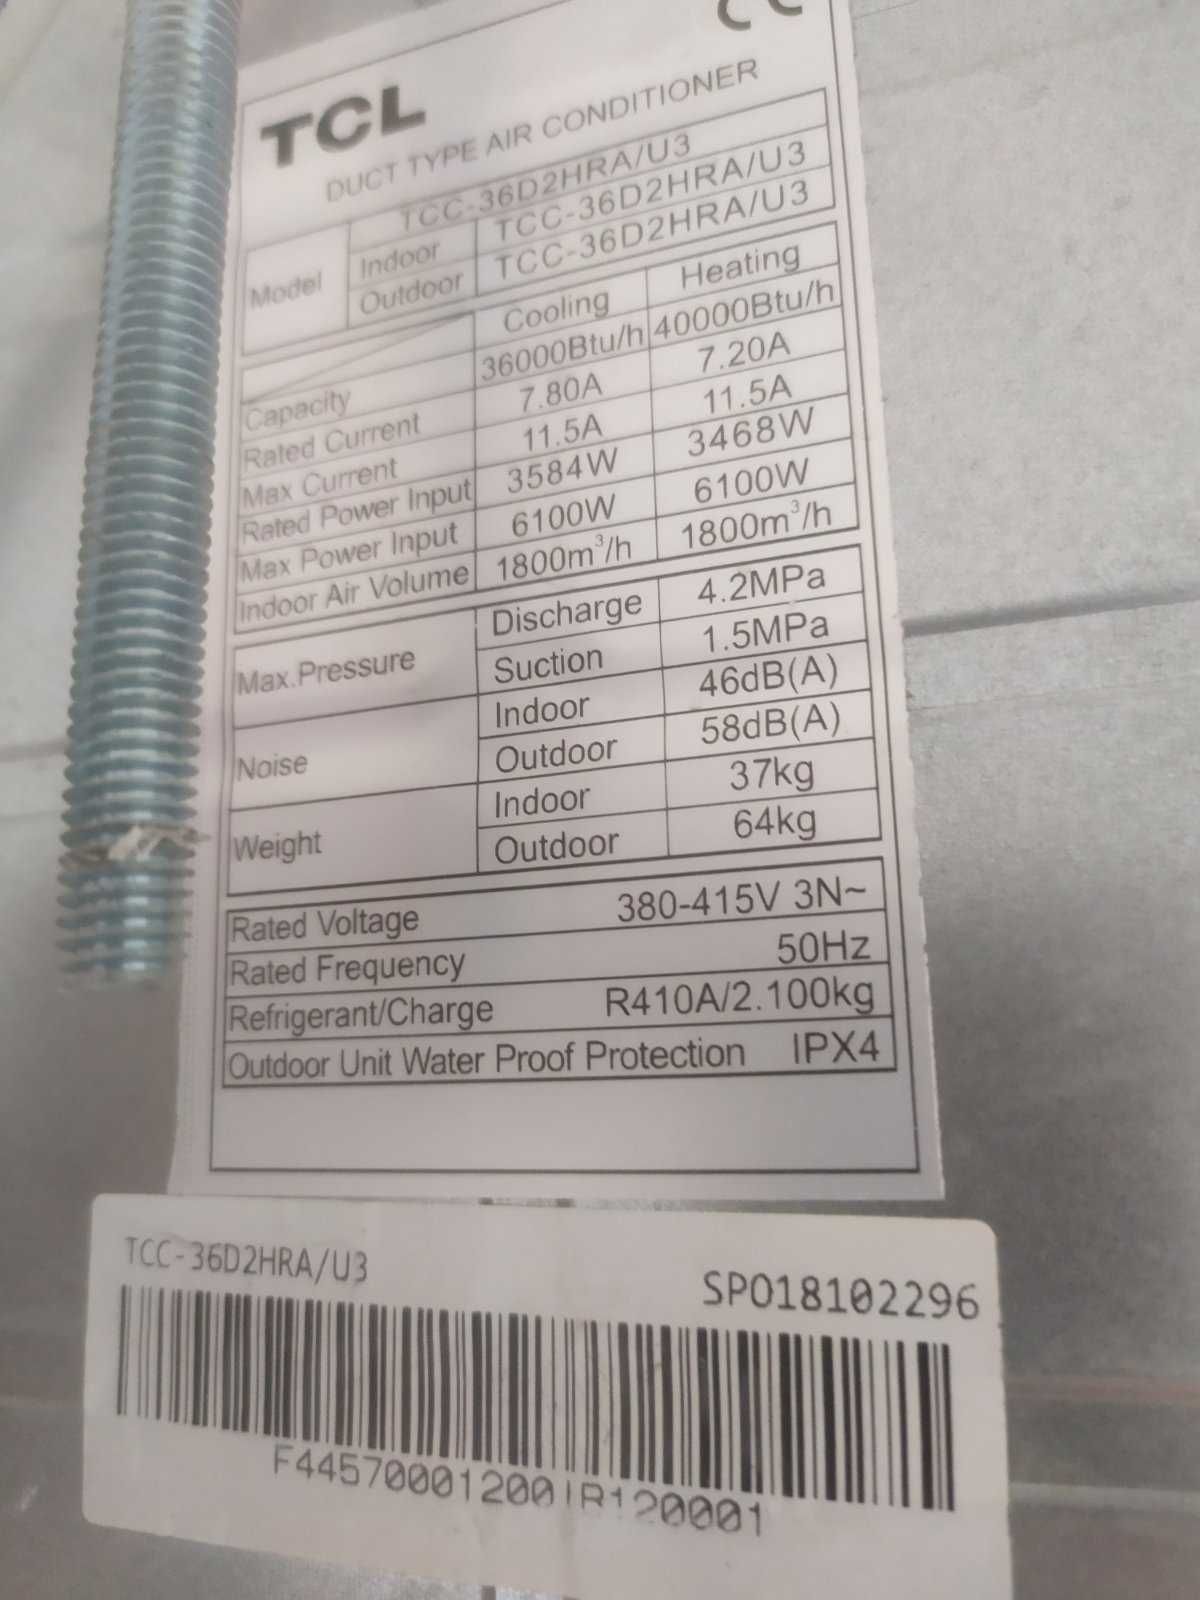 TCL
DUCT TYPE AIR CONDITIONER
Model TCC-36D2HRA/U3
Indoor TCC-36D2HRA/U3
Outdoor TCC-36D2HRA/U3
Cooling Heating
Capacity 36000Btu/h 40000Btu/h
Rated Current 7.80A 7.20A
Max Current 11.5A 11.5A
Rated Power Input 3584W 3468W
Max Power Input 6100W 6100W
Indoor Air Volume 1800m³/h 1800m³/h
Max.Pressure Discharge 4.2MPa
Suction 1.5MPa
Noise Indoor 46dB(A)
Outdoor 58dB(A)
Weight Indoor 37kg
Outdoor 64kg
Rated Voltage 380-415V 3N~
Rated Frequency 50Hz
Refrigerant/Charge R410A/2.100kg
Outdoor Unit Water Proof Protection IPX4
TCC-36D2HRA/U3
SP018102296